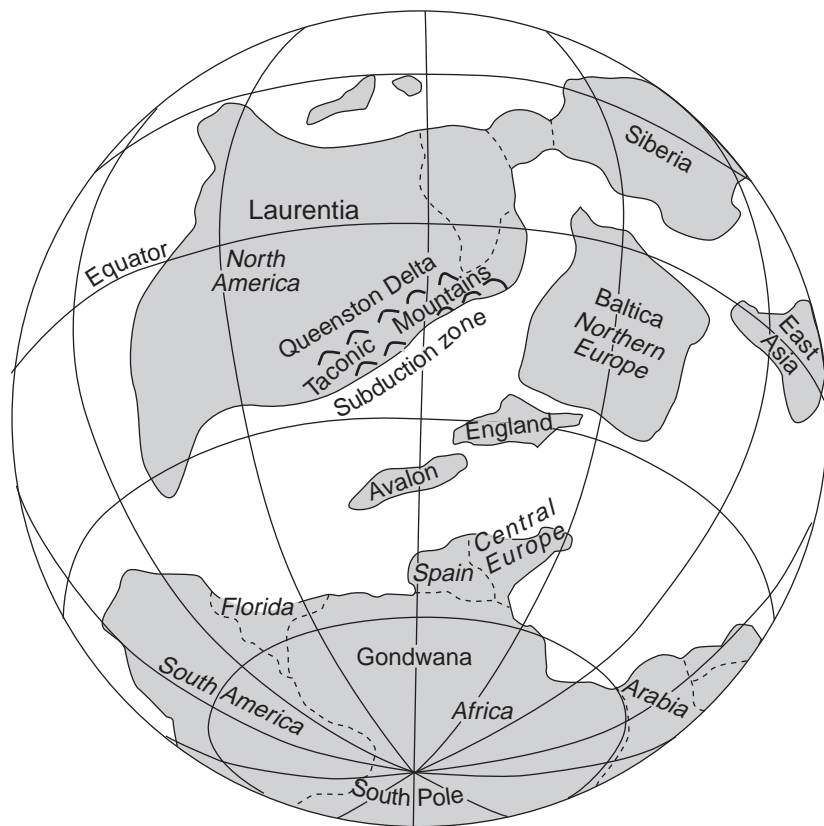 Siberia
Laurentia
Equator
North
America
Queenston Delta
Taconic Mountains
Subduction zone
Baltica
Northern
Europe
East
Asia
England
Avalon
Central
Europe
Spain
Florida
Gondwana
South America
Africa
Arabia
South Pole